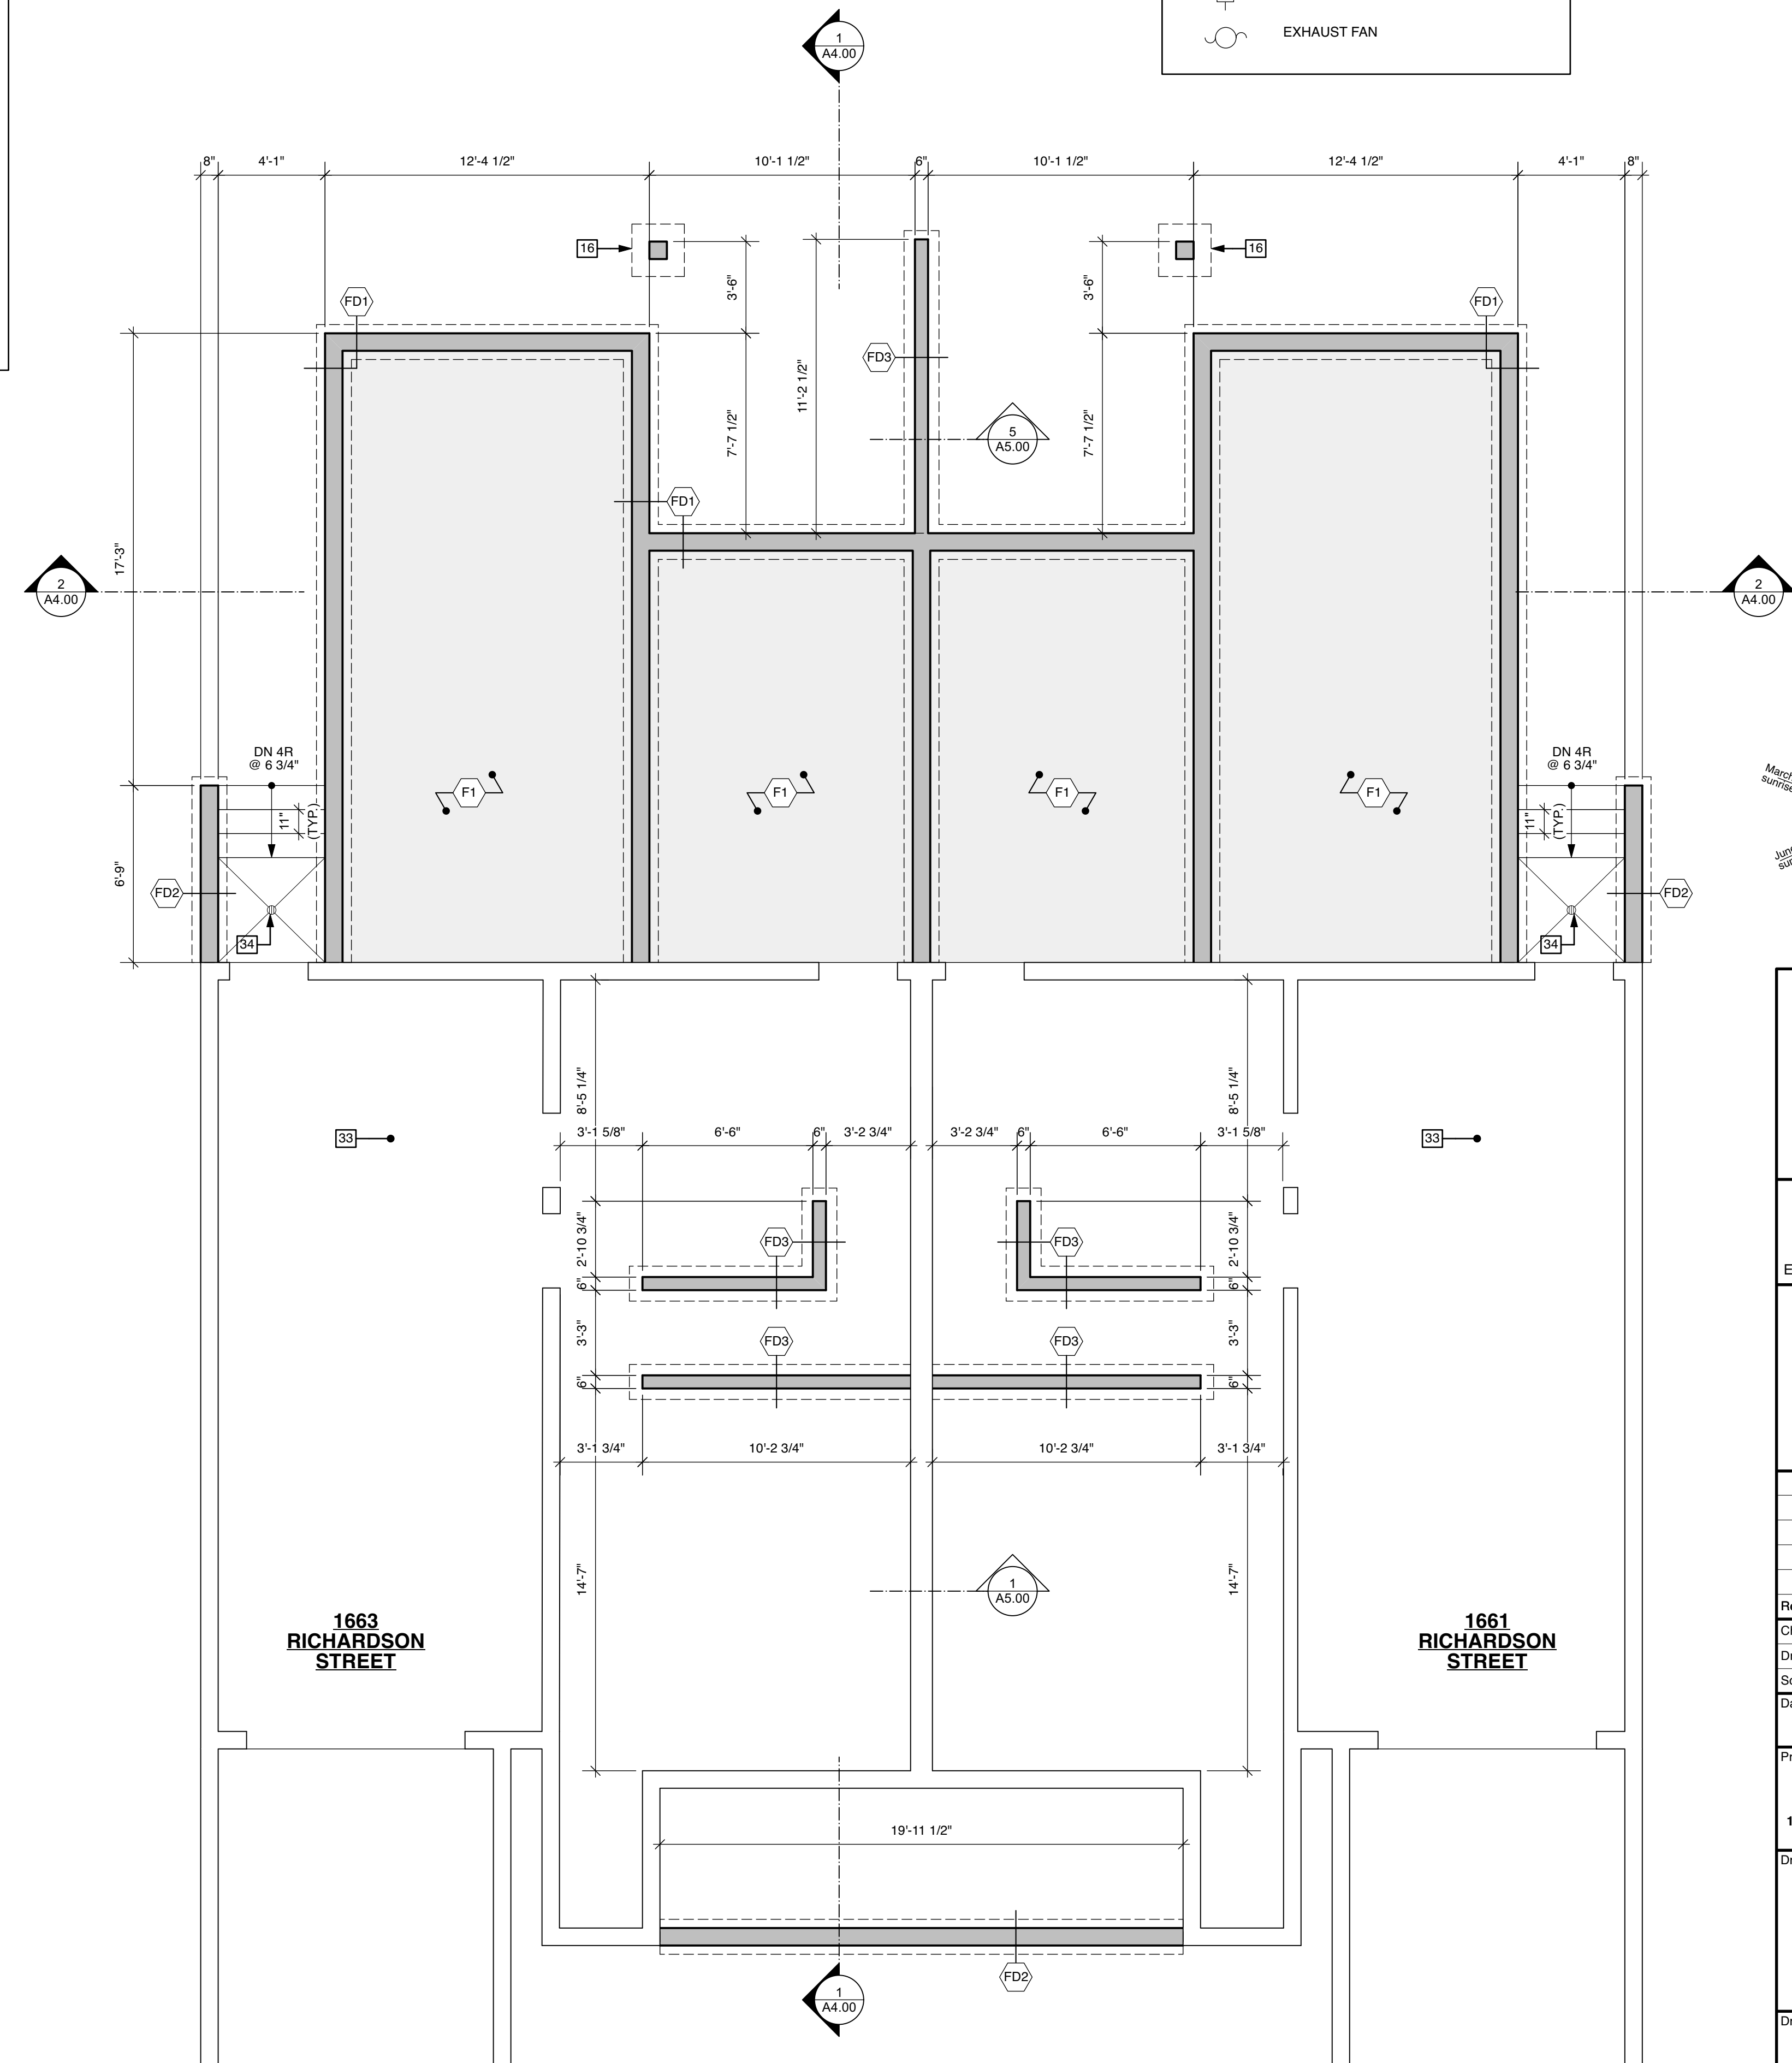 EXHAUST FAN
1
A4.00
8"
4'-1"
12'-4 1/2"
10'-1 1/2"
6"
10'-1 1/2"
12'-4 1/2"
4'-1"
8"
16
16
3'-6"
3'-6"
FD1
FD1
FD3
11'-2 1/2"
7'-7 1/2"
7'-7 1/2"
5
A5.00
FD1
17'-3"
2
A4.00
2
A4.00
DN 4R
@ 6 3/4"
DN 4R
@ 6 3/4"
11"
(TYP.)
11"
(TYP.)
F1
F1
F1
F1
6'-9"
FD2
FD2
34
34
8'-5 1/4"
8'-5 1/4"
33
33
3'-1 5/8"
6'-6"
6"
3'-2 3/4"
3'-2 3/4"
6"
6'-6"
3'-1 5/8"
2'-10 3/4"
2'-10 3/4"
FD3
FD3
6"
6"
3'-3"
3'-3"
FD3
FD3
6"
6"
3'-1 3/4"
10'-2 3/4"
10'-2 3/4"
3'-1 3/4"
14'-7"
14'-7"
1
A5.00
1663
RICHARDSON
STREET
1661
RICHARDSON
STREET
19'-11 1/2"
FD2
1
A4.00